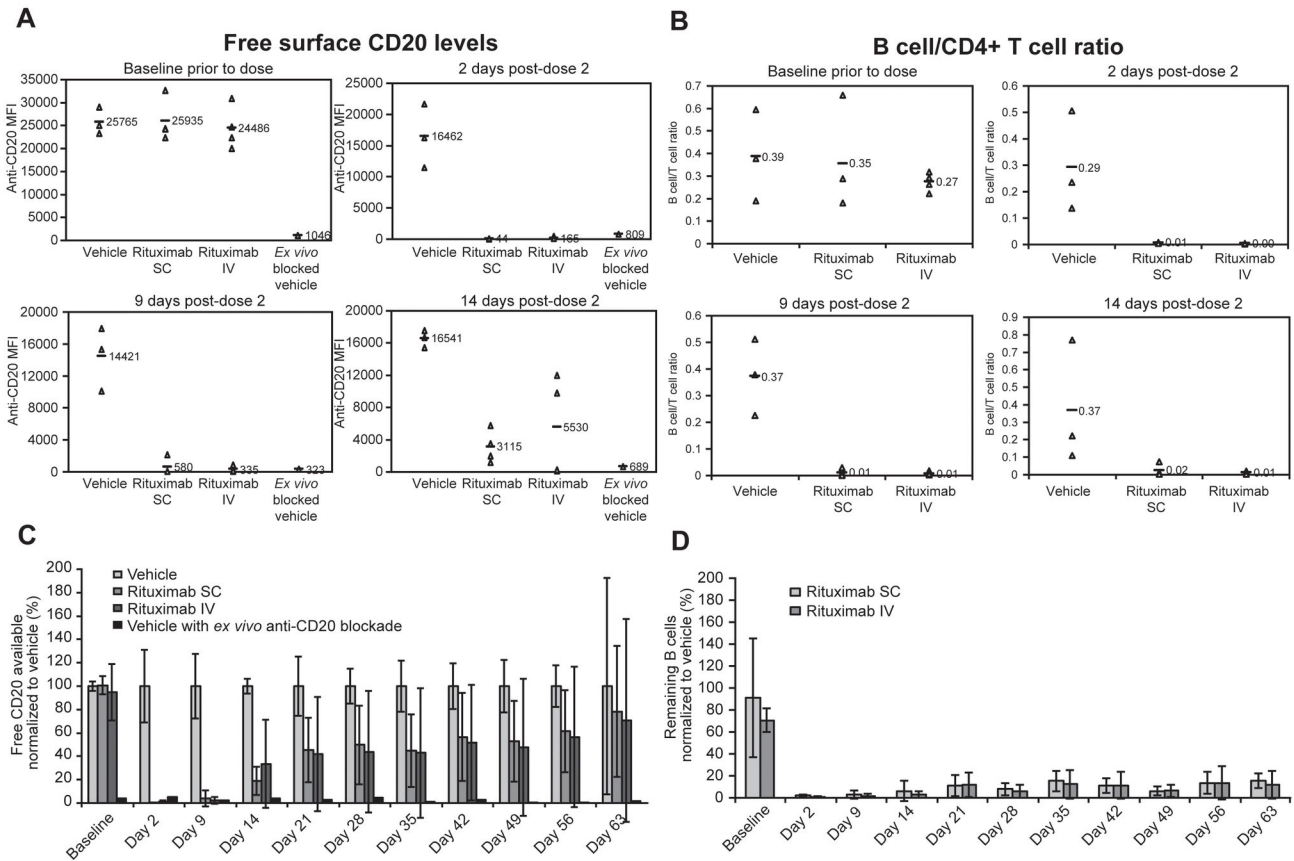 A
Free surface CD20 levels
Baseline prior to dose
2 days post-dose 2
Anti-CD20 MFI
35000
30000
25000
20000
15000
10000
5000
0
25765
25935
24486
1046
Vehicle
Rituximab SC
Rituximab IV
Ex vivo blocked vehicle
Anti-CD20 MFI
25000
20000
15000
10000
5000
0
16462
44
165
809
Vehicle
Rituximab SC
Rituximab IV
Ex vivo blocked vehicle
9 days post-dose 2
14 days post-dose 2
Anti-CD20 MFI
20000
16000
12000
8000
4000
0
14421
580
335
323
Vehicle
Rituximab SC
Rituximab IV
Ex vivo blocked vehicle
Anti-CD20 MFI
20000
16000
12000
8000
4000
0
16541
3115
5530
689
Vehicle
Rituximab SC
Rituximab IV
Ex vivo blocked vehicle
B
B cell/CD4+ T cell ratio
Baseline prior to dose
2 days post-dose 2
B cell/T cell ratio
0.7
0.6
0.5
0.4
0.3
0.2
0.1
0
0.39
0.35
0.27
Vehicle
Rituximab SC
Rituximab IV
B cell/T cell ratio
0.6
0.5
0.4
0.3
0.2
0.1
0
0.29
0.01
0.00
Vehicle
Rituximab SC
Rituximab IV
9 days post-dose 2
14 days post-dose 2
B cell/T cell ratio
0.6
0.5
0.4
0.3
0.2
0.1
0
0.37
0.01
0.01
Vehicle
Rituximab SC
Rituximab IV
B cell/T cell ratio
0.9
0.8
0.7
0.6
0.5
0.4
0.3
0.2
0.1
0
0.37
0.02
0.01
Vehicle
Rituximab SC
Rituximab IV
C
Free CD20 available
normalized to vehicle (%)
200
180
160
140
120
100
80
60
40
20
0
Vehicle
Rituximab SC
Rituximab IV
Vehicle with ex vivo anti-CD20 blockade
Baseline
Day 2
Day 9
Day 14
Day 21
Day 28
Day 35
Day 42
Day 49
Day 56
Day 63
D
Remaining B cells
normalized to vehicle (%)
200
180
160
140
120
100
80
60
40
20
0
Rituximab SC
Rituximab IV
Baseline
Day 2
Day 9
Day 14
Day 21
Day 28
Day 35
Day 42
Day 49
Day 56
Day 63